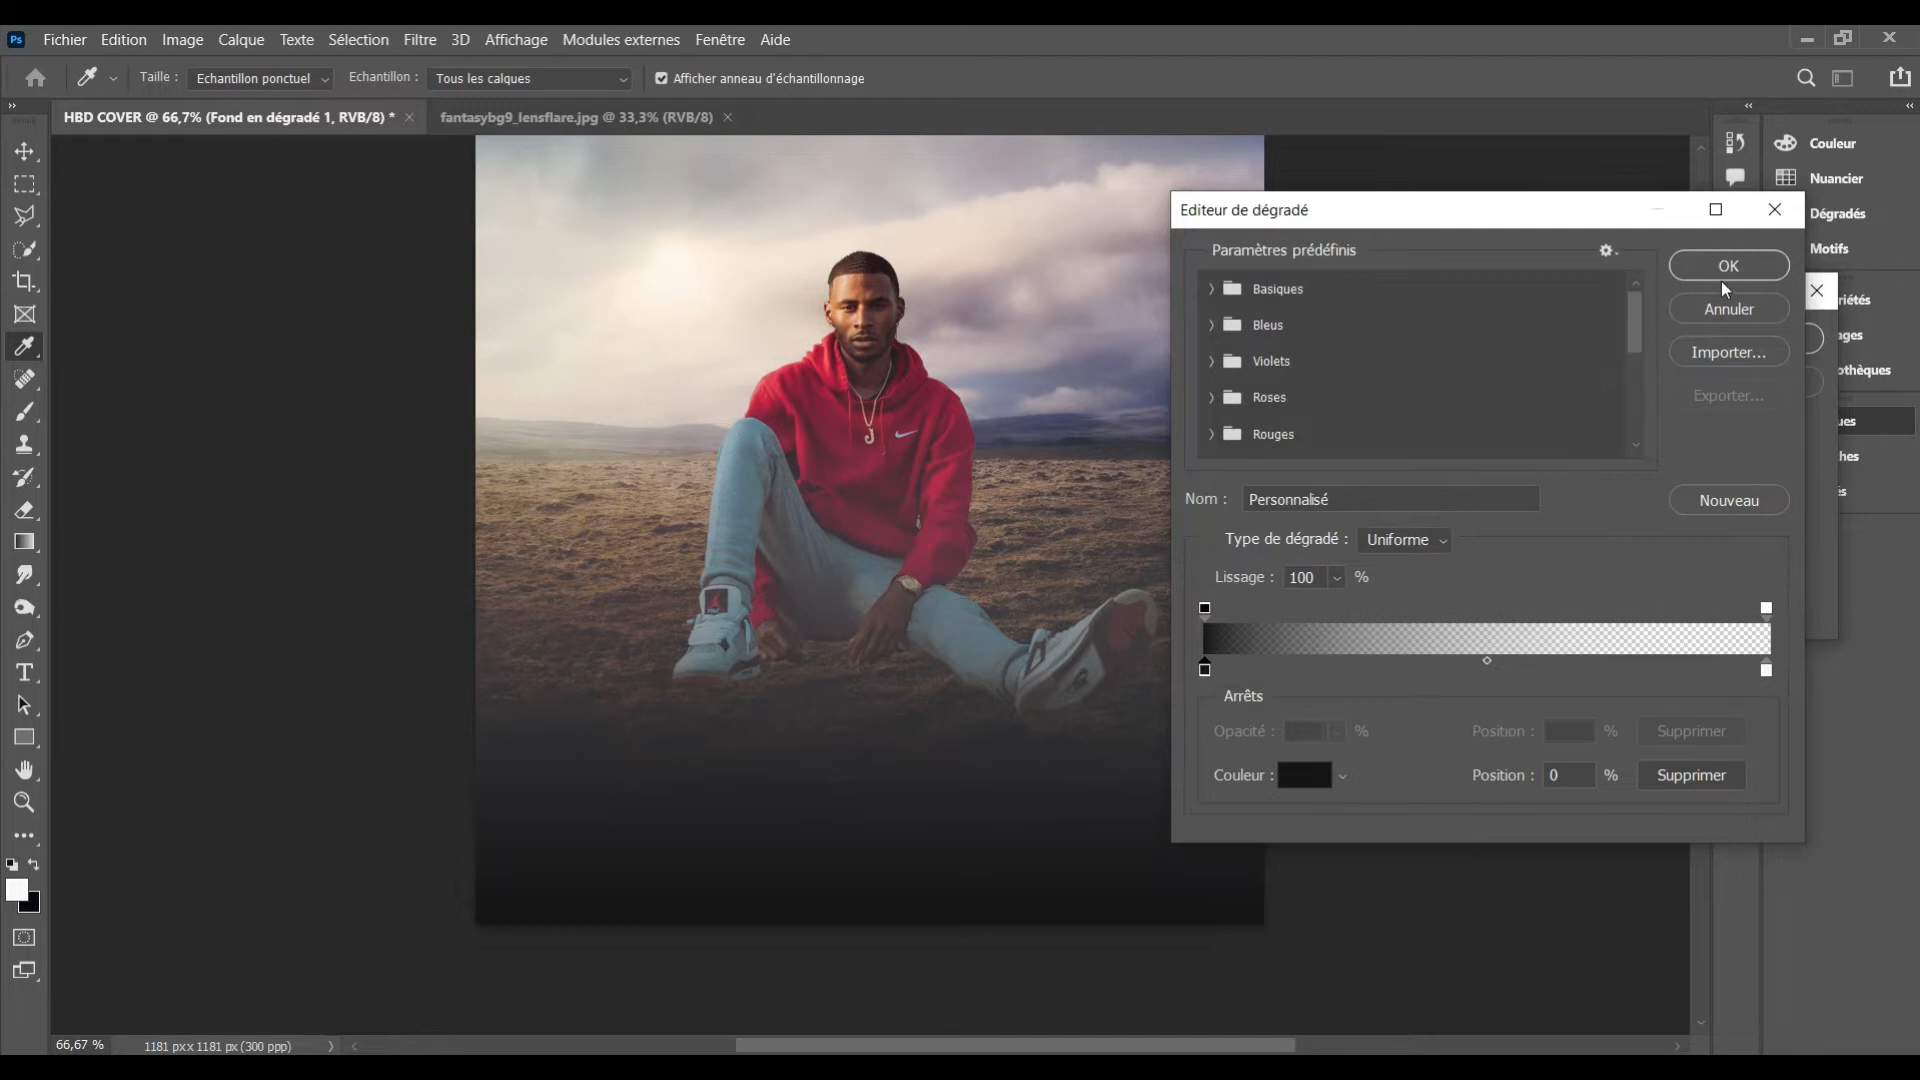 Ps Fichier Edition Image Calque Texte Sélection Filtre 3D Affichage Modules externes Fenêtre Aide
Taille : Echantillon ponctuel Echantillon : Tous les calques Afficher anneau d'échantillonnage
HBD COVER @ 66,7% (Fond en dégradé 1, RVB/8) * fantasybg9_lensflare.jpg @ 33,3% (RVB/8)
Couleur
Nuancier
Dégradés
Motifs
riétés
ages
othèques
ues
ches
és
Editeur de dégradé
Paramètres prédéfinis
Basiques
Bleus
Violets
Roses
Rouges
OK
Annuler
Importer...
Exporter...
Nom : Personnalisé Nouveau
Type de dégradé : Uniforme
Lissage : 100 %
Arrêts
Opacité : % Position : % Supprimer
Couleur : Position : 0 % Supprimer
66,67 % 1181 px x 1181 px (300 ppp)